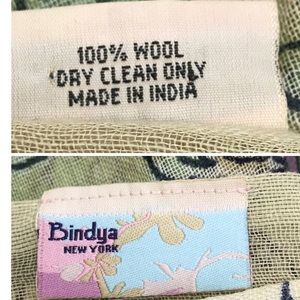 100% WOOL
DRY CLEAN ONLY
MADE IN INDIA
Bindya
NEW YORK